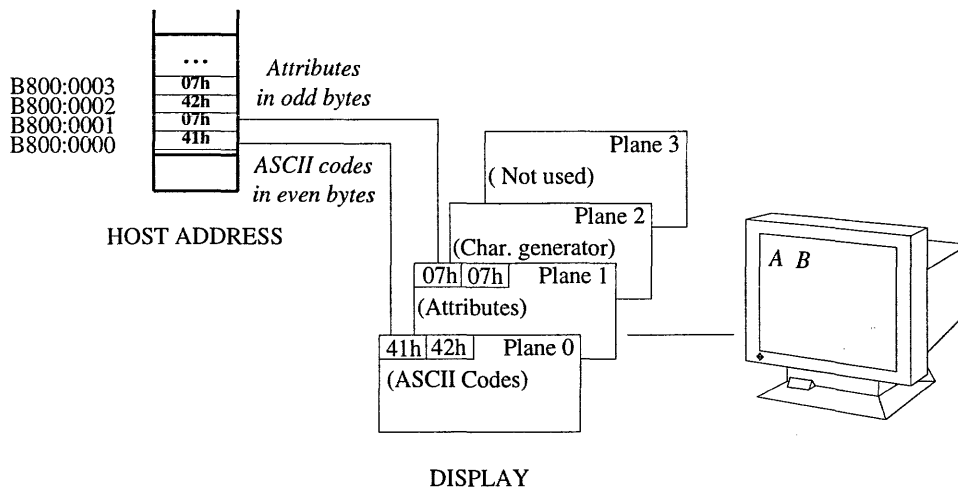 ...
B800:0003 07h
B800:0002 42h
B800:0001 07h
B800:0000 41h
Attributes
in odd bytes
ASCII codes
in even bytes
HOST ADDRESS
Plane 3
( Not used)
Plane 2
(Char. generator)
07h 07h Plane 1
(Attributes)
41h 42h Plane 0
(ASCII Codes)
A B
DISPLAY